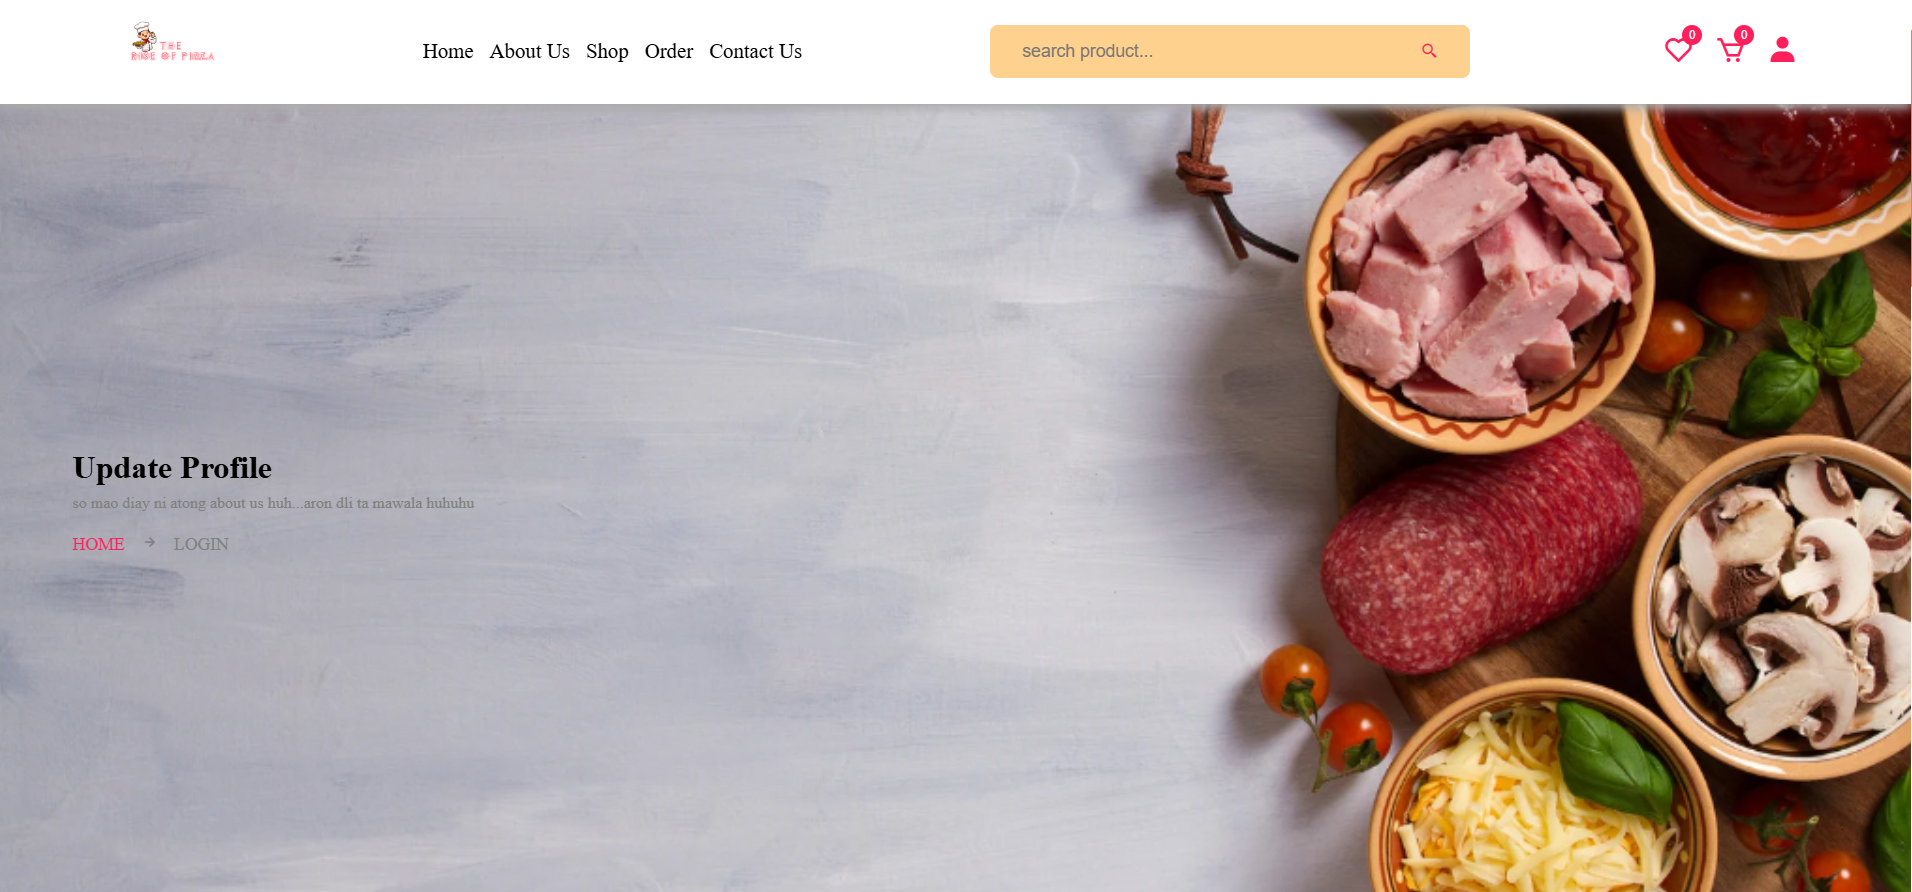 THE
RISE OF PIZZA
Home About Us Shop Order Contact Us
search product...
0 0
Update Profile
so mao diay ni atong about us huh...aron dli ta mawala huhuhu
HOME → LOGIN